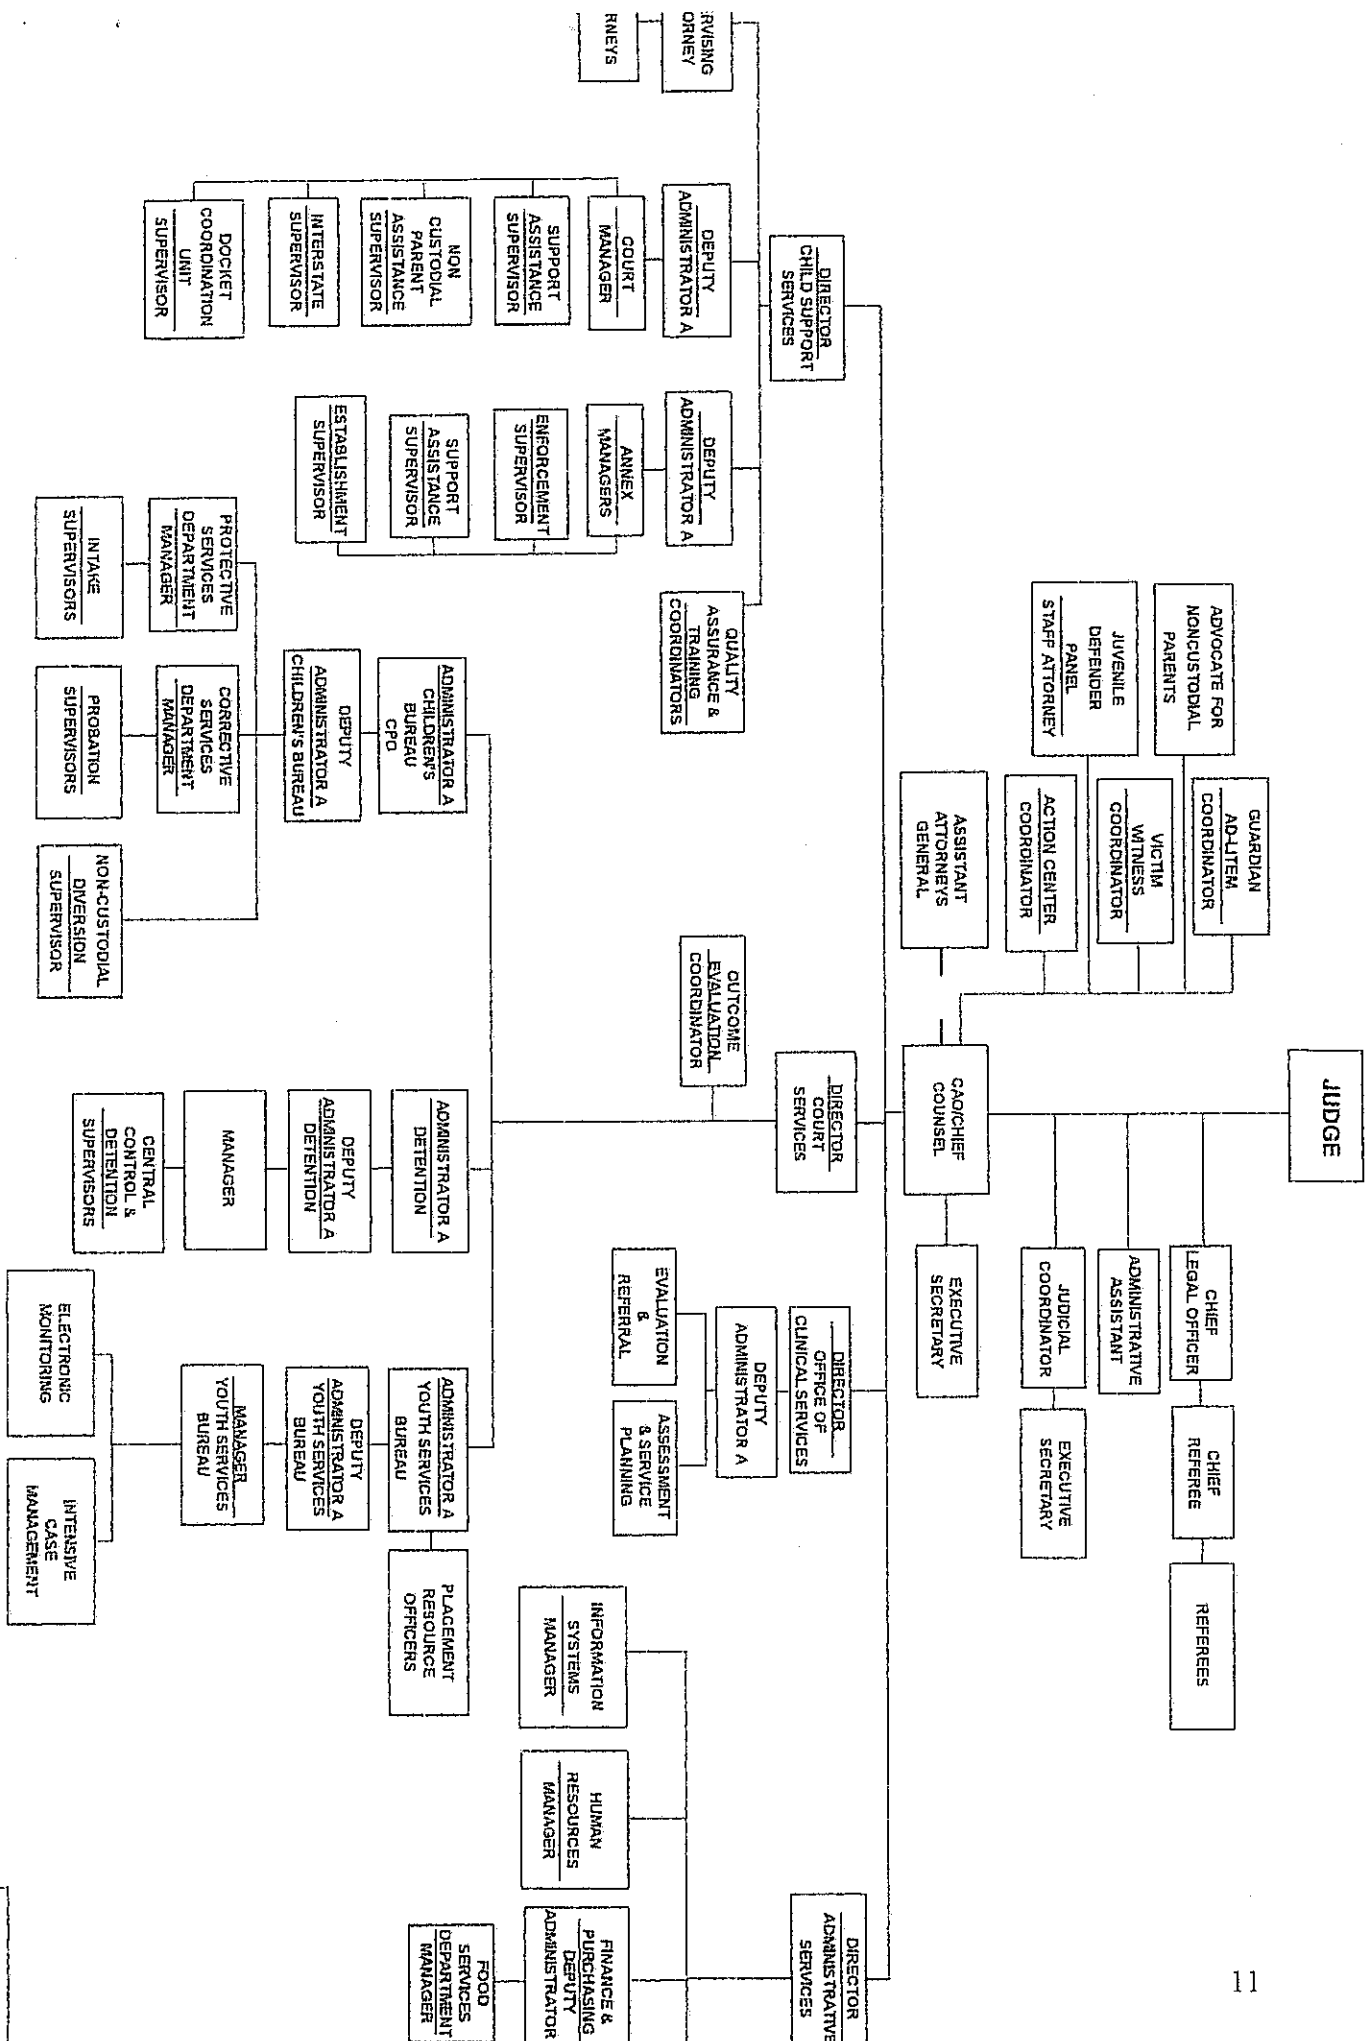 11
JUDGE
CHIEF
LEGAL OFFICER
CHIEF
REFEREE
REFEREES
ADMINISTRATIVE
ASSISTANT
JUDICIAL
COORDINATOR
EXECUTIVE
SECRETARY
GUARDIAN
AD-LITEM
COORDINATOR
ADVOCATE FOR
NONCUSTODIAL
PARENTS
VICTIM
WITNESS
COORDINATOR
JUVENILE
DEFENDER
PANEL
STAFF ATTORNEY
ACTION CENTER
COORDINATOR
ASSISTANT
ATTORNEYS
GENERAL
CAO/CHIEF
COUNSEL
EXECUTIVE
SECRETARY
DIRECTOR
CHILD SUPPORT
SERVICES
DIRECTOR
COURT
SERVICES
DIRECTOR
OFFICE OF
CLINICAL SERVICES
DIRECTOR
ADMINISTRATIVE
SERVICES
RVISING
ORNEY
RNEYS
DEPUTY
ADMINISTRATOR A
COURT
MANAGER
SUPPORT
ASSISTANCE
SUPERVISOR
NON
CUSTODIAL
PARENT
ASSISTANCE
SUPERVISOR
INTERSTATE
SUPERVISOR
DOCKET
COORDINATION
UNIT
SUPERVISOR
DEPUTY
ADMINISTRATOR A
ANNEX
MANAGERS
ENFORCEMENT
SUPERVISOR
SUPPORT
ASSISTANCE
SUPERVISOR
ESTABLISHMENT
SUPERVISOR
QUALITY
ASSURANCE &
TRAINING
COORDINATORS
OUTCOME
EVALUATION
COORDINATOR
DEPUTY
ADMINISTRATOR A
EVALUATION
&
REFERRAL
ASSESSMENT
& SERVICE
PLANNING
ADMINISTRATOR A
CHILDREN'S
BUREAU
CPO
DEPUTY
ADMINISTRATOR A
CHILDREN'S BUREAU
PROTECTIVE
SERVICES
DEPARTMENT
MANAGER
INTAKE
SUPERVISORS
CORRECTIVE
SERVICES
DEPARTMENT
MANAGER
PROBATION
SUPERVISORS
NON-CUSTODIAL
DIVERSION
SUPERVISOR
ADMINISTRATOR A
DETENTION
DEPUTY
ADMINISTRATOR A
DETENTION
MANAGER
CENTRAL
CONTROL &
DETENTION
SUPERVISORS
ADMINISTRATOR A
YOUTH SERVICES
BUREAU
PLACEMENT
RESOURCE
OFFICERS
DEPUTY
ADMINISTRATOR A
YOUTH SERVICES
BUREAU
MANAGER
YOUTH SERVICES
BUREAU
ELECTRONIC
MONITORING
INTENSIVE
CASE
MANAGEMENT
INFORMATION
SYSTEMS
MANAGER
HUMAN
RESOURCES
MANAGER
FINANCE &
PURCHASING
DEPUTY
ADMINISTRATOR
FOOD
SERVICES
DEPARTMENT
MANAGER